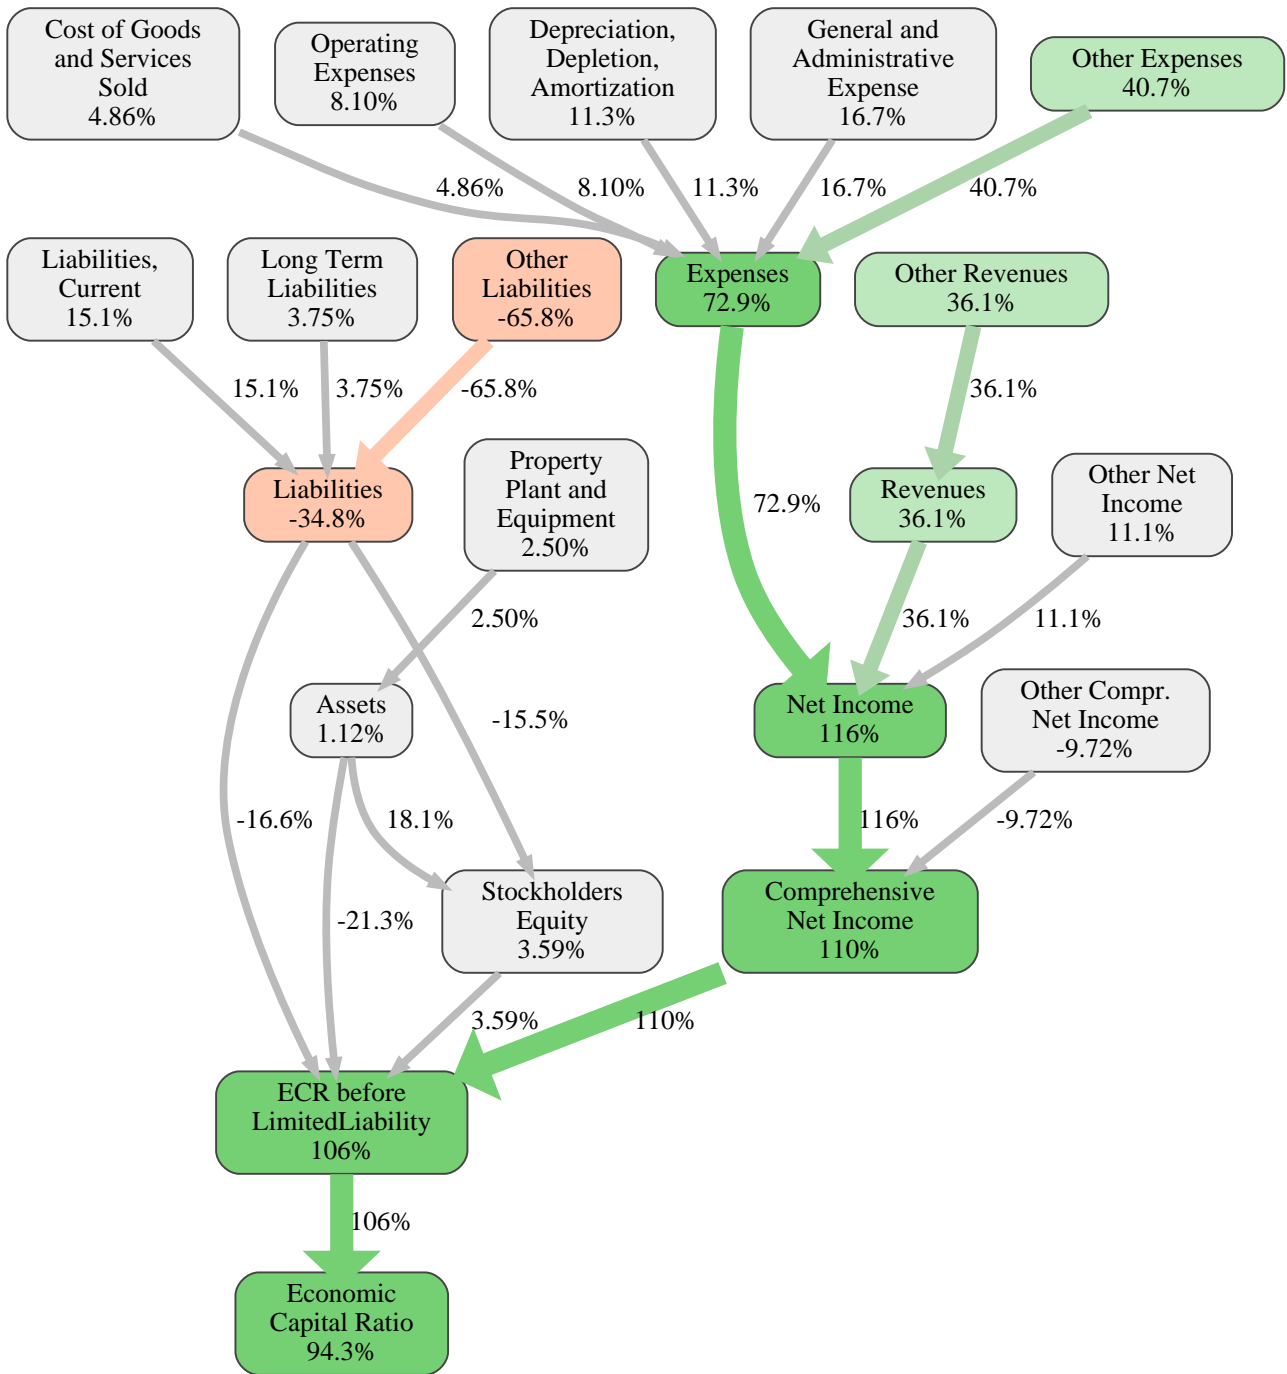 Cost of Goods
and Services
Sold
4.86%
Operating
Expenses
8.10%
Depreciation,
Depletion,
Amortization
11.3%
General and
Administrative
Expense
16.7%
Other Expenses
40.7%
4.86%
8.10%
11.3%
16.7%
40.7%
Liabilities,
Current
15.1%
Long Term
Liabilities
3.75%
Other
Liabilities
-65.8%
Expenses
72.9%
Other Revenues
36.1%
15.1%
3.75%
-65.8%
36.1%
Liabilities
-34.8%
Property
Plant and
Equipment
2.50%
72.9%
Revenues
36.1%
Other Net
Income
11.1%
2.50%
36.1%
11.1%
Assets
1.12%
-15.5%
Net Income
116%
Other Compr.
Net Income
-9.72%
-16.6%
18.1%
116%
-9.72%
-21.3%
Stockholders
Equity
3.59%
Comprehensive
Net Income
110%
3.59%
110%
ECR before
LimitedLiability
106%
106%
Economic
Capital Ratio
94.3%